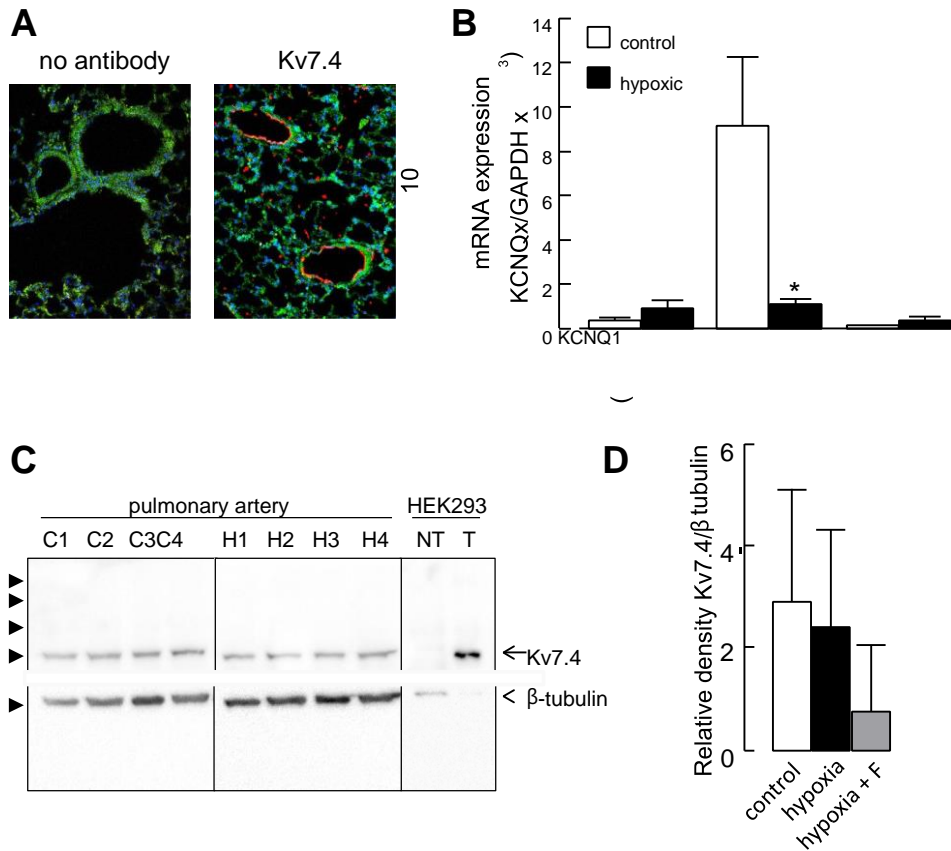 A
no antibody
Kv7.4
B
mRNA expression
KCNQx/GAPDH x
10
3)
(
14
12
10
8
6
4
2
0 KCNQ1
control
hypoxic
*
C
pulmonary artery
HEK293
C1 C2 C3C4 H1 H2 H3 H4 NT T
←Kv7.4
< β-tubulin
D
Relative density Kv7.4/β tubulin
6
4
2
0
control
hypoxia
hypoxia + F